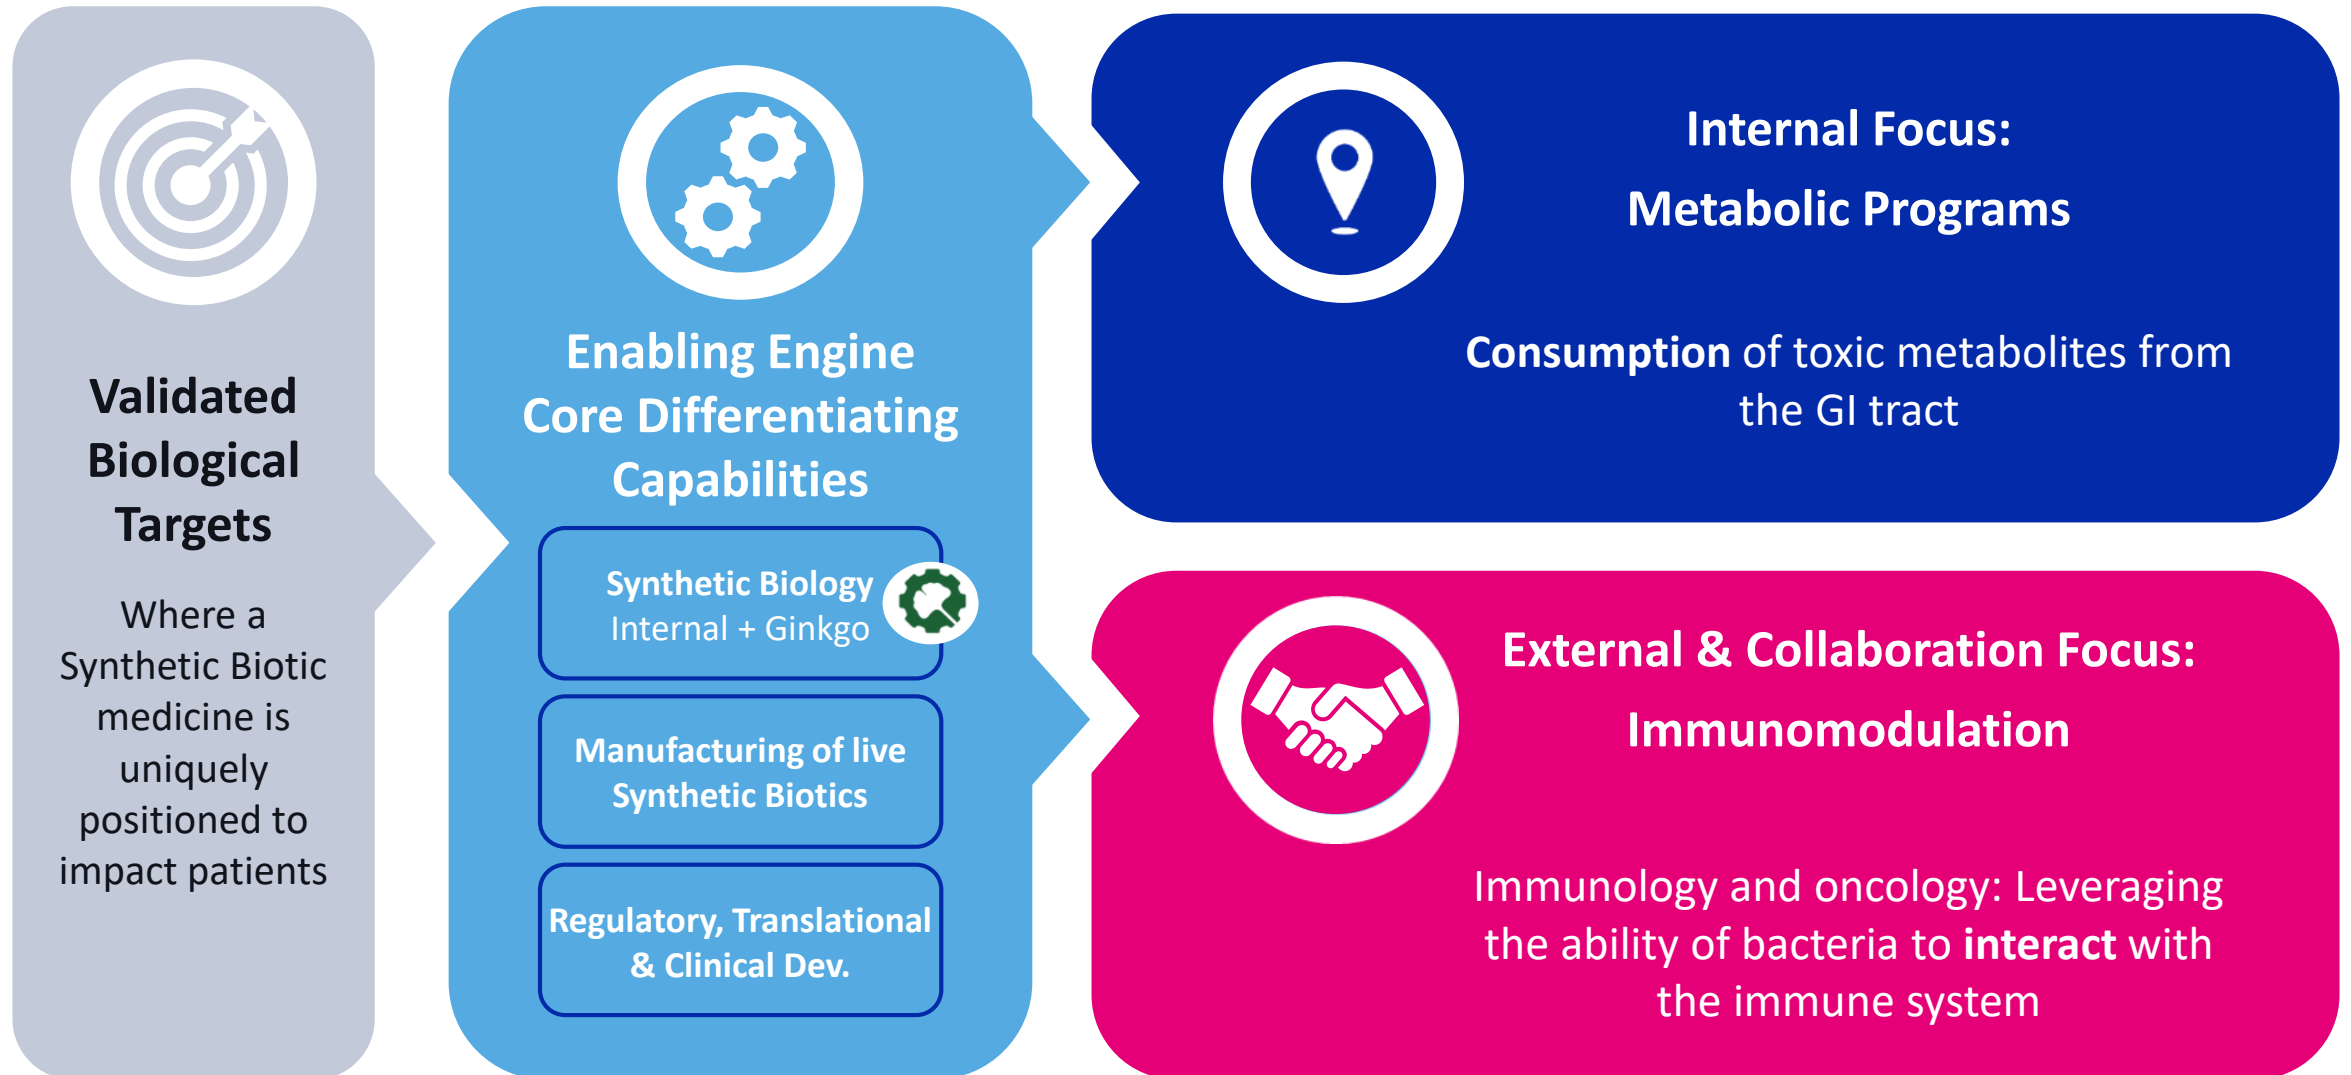 Validated
Biological
Targets
Where a
Synthetic Biotic
medicine is
uniquely
positioned to
impact patients
Enabling Engine
Core Differentiating
Capabilities
Synthetic Biology
Internal + Ginkgo
Manufacturing of live
Synthetic Biotics
Regulatory, Translational
& Clinical Dev.
Internal Focus:
Metabolic Programs
Consumption of toxic metabolites from
the GI tract
External & Collaboration Focus:
Immunomodulation
Immunology and oncology: Leveraging
the ability of bacteria to interact with
the immune system